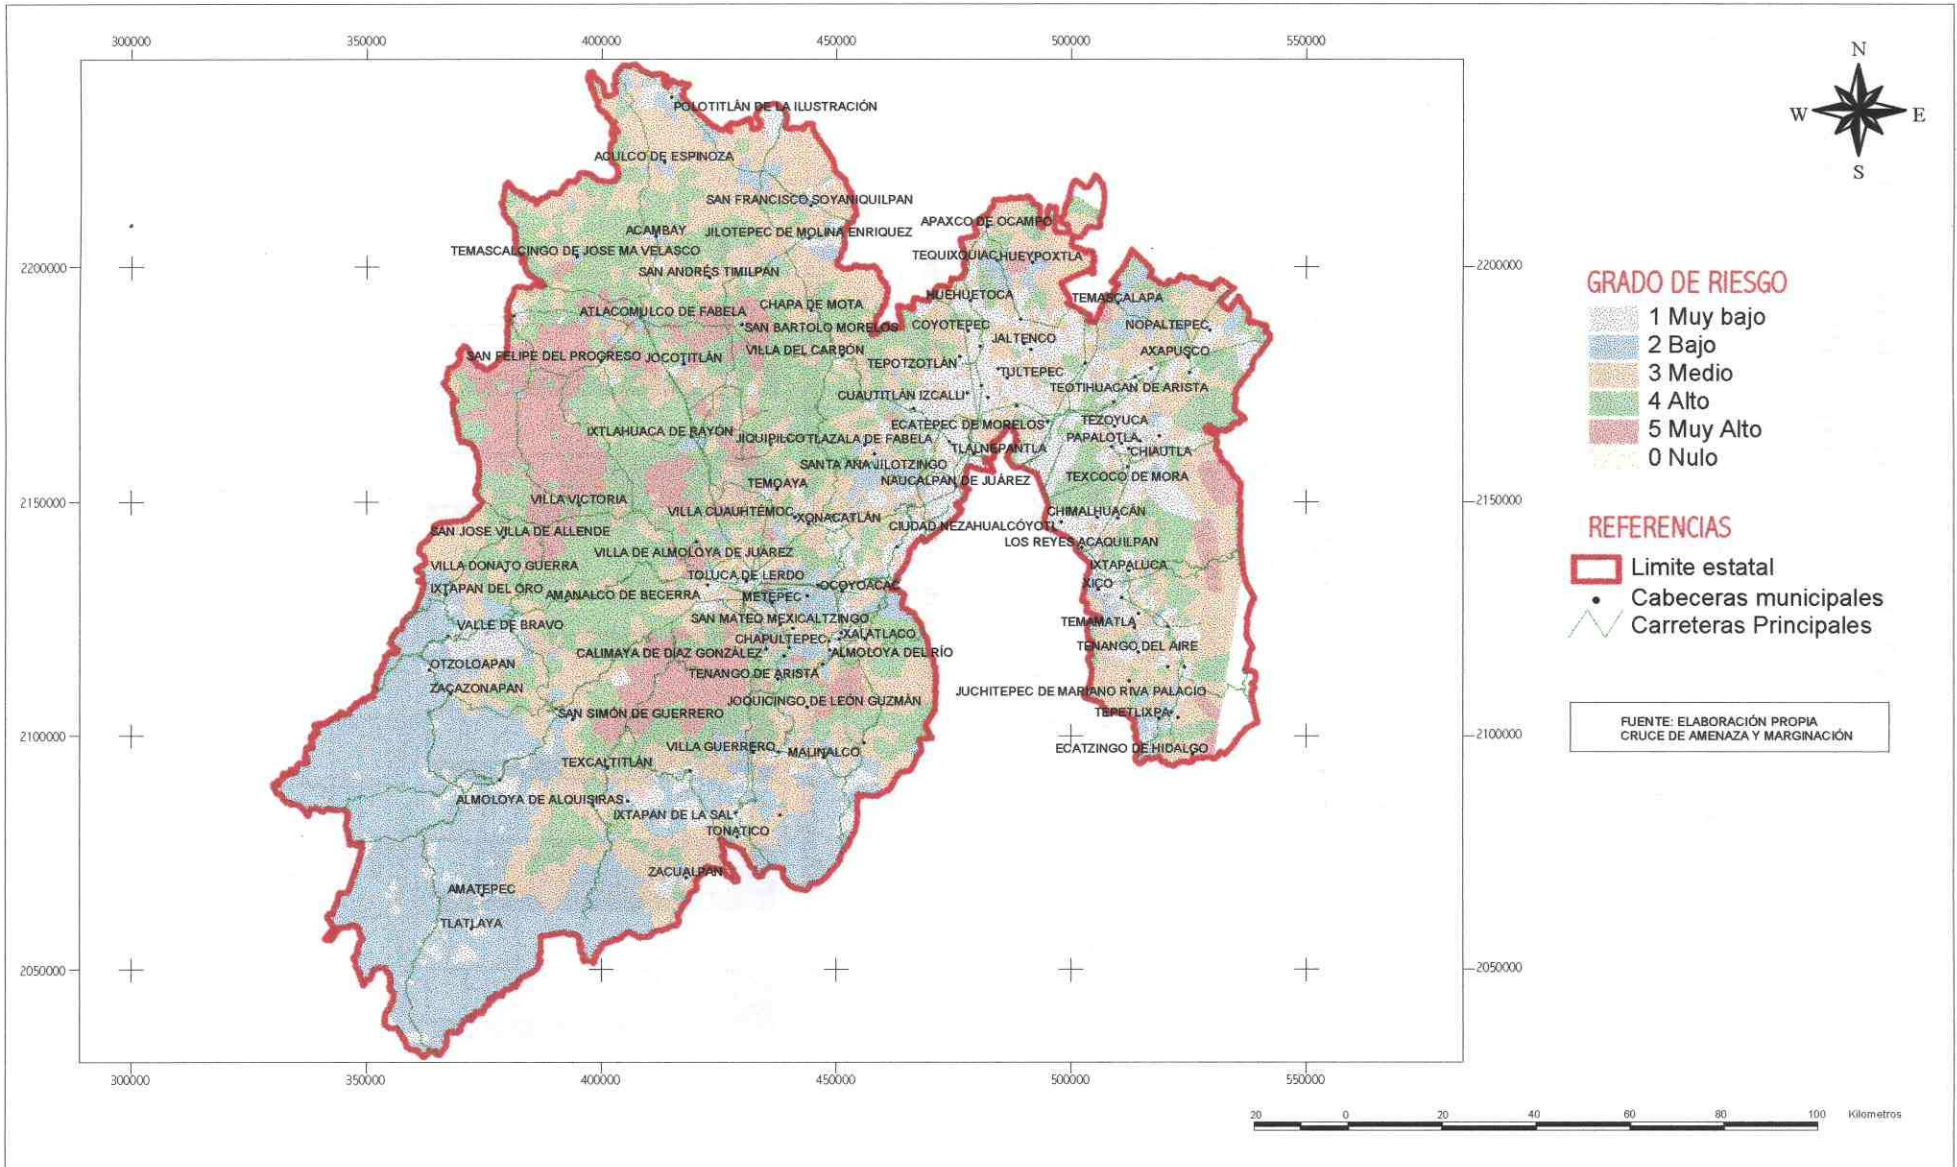 300000 350000 400000 450000 500000 550000
N
W E
S
POLOTITLÁN DE LA ILUSTRACIÓN
ACULCO DE ESPINOZA
SAN FRANCISCO SOYANIQUILPAN
APAXCO DE OCAMPO
ACAMBAY
JILOTEPEC DE MOLINA ENRIQUEZ
TEMASCALCINGO DE JOSE MA VELASCO
TEQUIXQUIAC
HUEYPOXTLA
2200000
2200000
SAN ANDRÉS TIMILPAN
HUEHUETOCA
TEMASCALAPA
CHAPA DE MOTA
ATLACOMULCO DE FABELA
SAN BARTOLO MORELOS
COYOTEPEC
NOPALTEPEC
JALTENCO
VILLA DEL CARBÓN
AXAPUSCO
SAN FELIPE DEL PROGRESO
JOCOTITLÁN
TEPOTZOTLÁN
TULTEPEC
TEOTIHUACAN DE ARISTA
CUAUTITLÁN IZCALLI
ECATEPEC DE MORELOS
TEZOYUCA
IXTLAHUACA DE RAYÓN
JIQUIPILCO
TLAZALA DE FABELA
PAPALOTLA
TLALNEPANTLA
CHIAUTLA
SANTA ANA JILOTZINGO
TEXCOCO DE MORA
TEMOAYA
NAUCALPAN DE JUÁREZ
VILLA VICTORIA
2150000
2150000
VILLA CUAUHTÉMOC
XONACATLÁN
CHIMALHUACÁN
CIUDAD NEZAHUALCÓYOTL
SAN JOSE VILLA DE ALLENDE
LOS REYES ACAQUILPAN
VILLA DE ALMOLOYA DE JUÁREZ
VILLA DONATO GUERRA
IXTAPALUCA
TOLUCA DE LERDO
OCOYOACAC
XICO
IXTAPAN DEL ORO
AMANALCO DE BECERRA
METEPEC
SAN MATEO MEXICALTZINGO
VALLE DE BRAVO
TEMAMATLA
CHAPULTEPEC
XALATLACO
TENANGO DEL AIRE
CALIMAYA DE DÍAZ GONZÁLEZ
ALMOLOYA DEL RÍO
OTZOLOAPAN
TENANGO DE ARISTA
ZACAZONAPAN
JUCHITEPEC DE MARIANO RIVA PALACIO
JOQUICINGO DE LEÓN GUZMÁN
SAN SIMÓN DE GUERRERO
TEPETLIXPA
2100000
2100000
VILLA GUERRERO
MALINALCO
ECATZINGO DE HIDALGO
TEXCALTITLÁN
ALMOLOYA DE ALQUISIRAS
IXTAPAN DE LA SAL
TONATICO
ZACUALPAN
AMATEPEC
TLATLAYA
2050000
2050000
300000 350000 400000 450000 500000 550000
GRADO DE RIESGO
1 Muy bajo
2 Bajo
3 Medio
4 Alto
5 Muy Alto
0 Nulo
REFERENCIAS
Limite estatal
Cabeceras municipales
Carreteras Principales
FUENTE: ELABORACIÓN PROPIA
CRUCE DE AMENAZA Y MARGINACIÓN
20 0 20 40 60 80 100 Kilometros